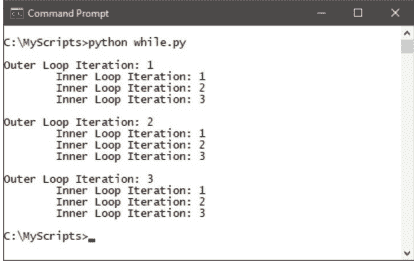 Command Prompt
C:\MyScripts>python while.py
Outer Loop Iteration: 1
Inner Loop Iteration: 1
Inner Loop Iteration: 2
Inner Loop Iteration: 3
Outer Loop Iteration: 2
Inner Loop Iteration: 1
Inner Loop Iteration: 2
Inner Loop Iteration: 3
Outer Loop Iteration: 3
Inner Loop Iteration: 1
Inner Loop Iteration: 2
Inner Loop Iteration: 3
C:\MyScripts>